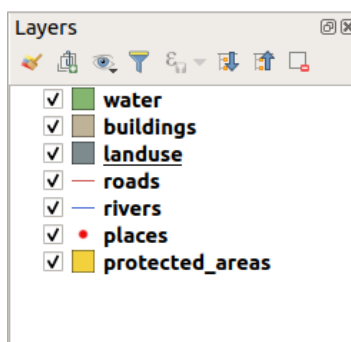 Layers
water
buildings
landuse
roads
rivers
places
protected_areas